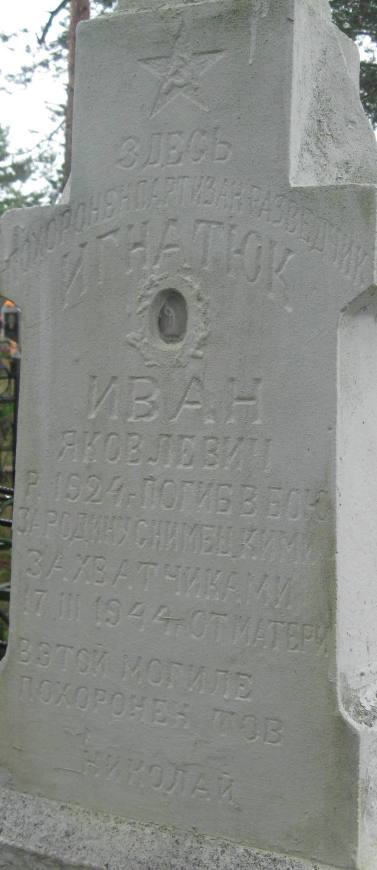 ЗДЕСЬ
ПОХОРОНЕН ПАРТИЗАН РАЗВЕДЧИК
ИГНАТЮК
ИВАН
ЯКОВЛЕВИЧ
Р. 1924 г. ПОГИБ В БОЮ
ЗА РОДИНУ С НИМЕЦКИМИ
ЗАХВАТЧИКАМИ
17 III 1944 г. ОТ МАТЕРИ
В ЭТОЙ МОГИЛЕ
ПОХОРОНЕН ТОВ
НИКОЛАЙ